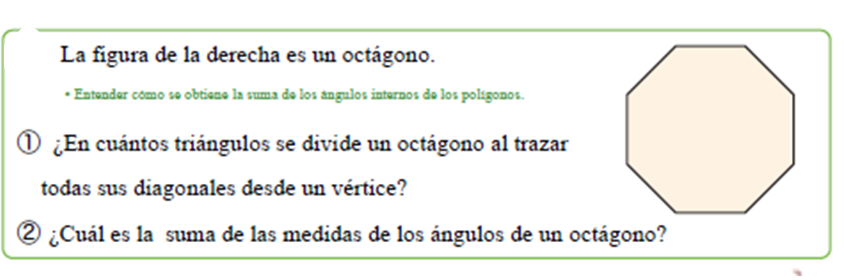 La figura de la derecha es un octágono.
• Entender cómo se obtiene la suma de los ángulos internos de los polígonos.
① ¿En cuántos triángulos se divide un octágono al trazar
todas sus diagonales desde un vértice?
② ¿Cuál es la suma de las medidas de los ángulos de un octágono?